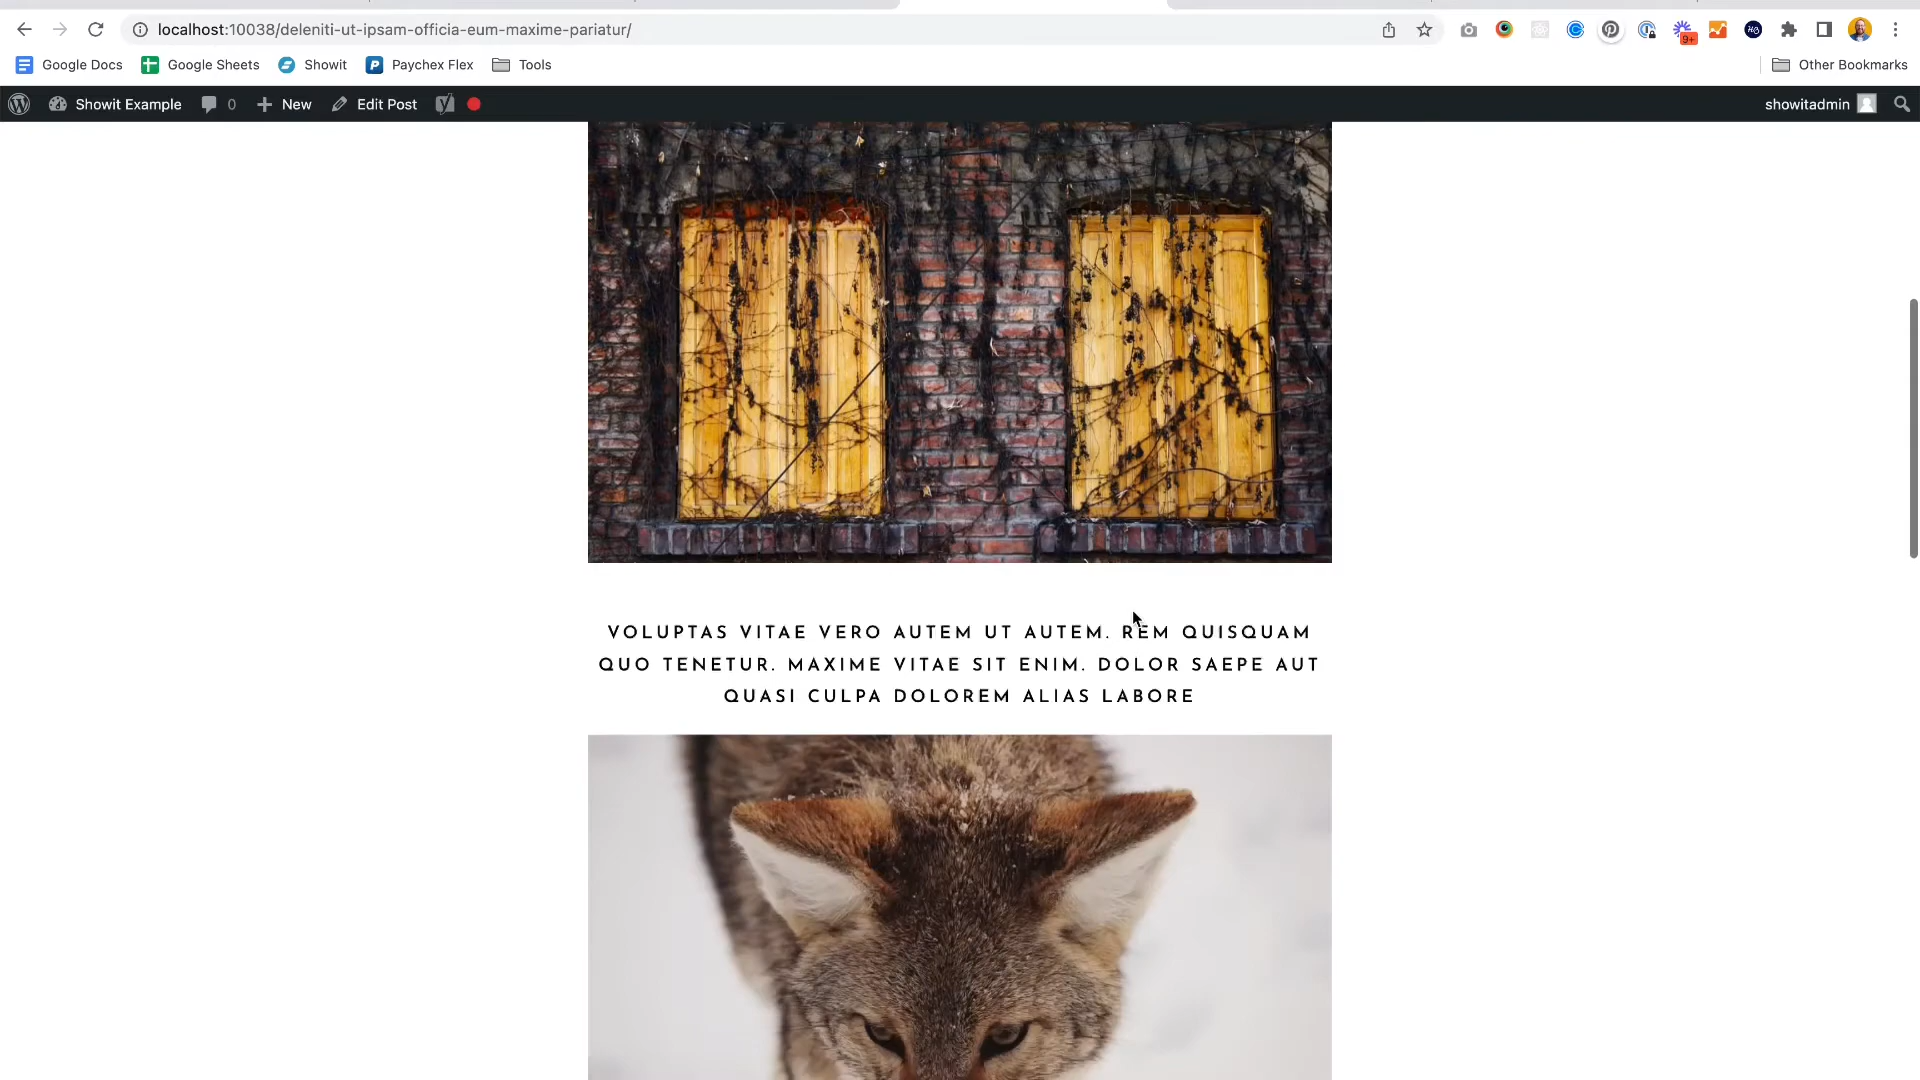 localhost:10038/deleniti-ut-ipsam-officia-eum-maxime-pariatur/
9+
Google Docs
Google Sheets
Showit
Paychex Flex
Tools
Other Bookmarks
Showit Example
0
New
Edit Post
showitadmin
VOLUPTAS VITAE VERO AUTEM UT AUTEM. REM QUISQUAM
QUO TENETUR. MAXIME VITAE SIT ENIM. DOLOR SAEPE AUT
QUASI CULPA DOLOREM ALIAS LABORE